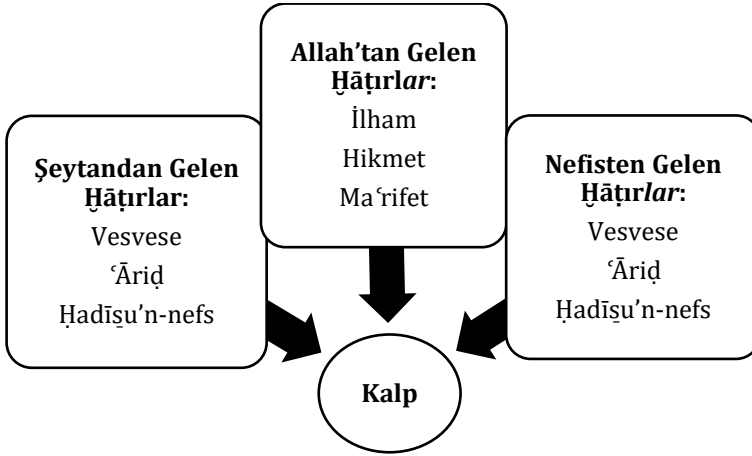 Şeytandan Gelen
Ḫāṭırlar:
Vesvese
ʿĀriḍ
Ḥadīs̱u’n-nefs
Allah’tan Gelen
Ḫāṭırlar:
İlham
Hikmet
Maʿrifet
Nefisten Gelen
Ḫāṭırlar:
Vesvese
ʿĀriḍ
Ḥadīs̱u’n-nefs
Kalp